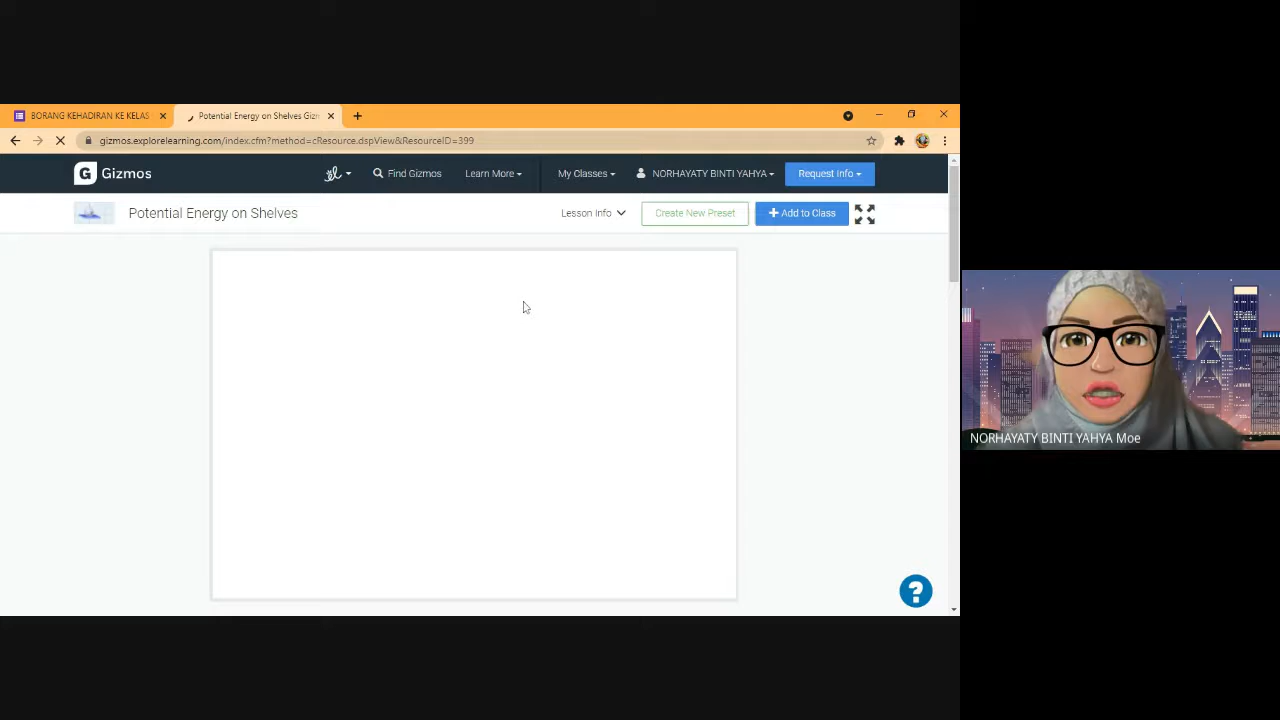 BORANG KEHADIRAN KE KELAS
Potential Energy on Shelves Gizm
gizmos.explorelearning.com/index.cfm?method=cResource.dspView&ResourceID=399
G Gizmos
Find Gizmos
Learn More
My Classes
NORHAYATY BINTI YAHYA
Request Info
Potential Energy on Shelves
Lesson Info
Create New Preset
+ Add to Class
?
NORHAYATY BINTI YAHYA Moe